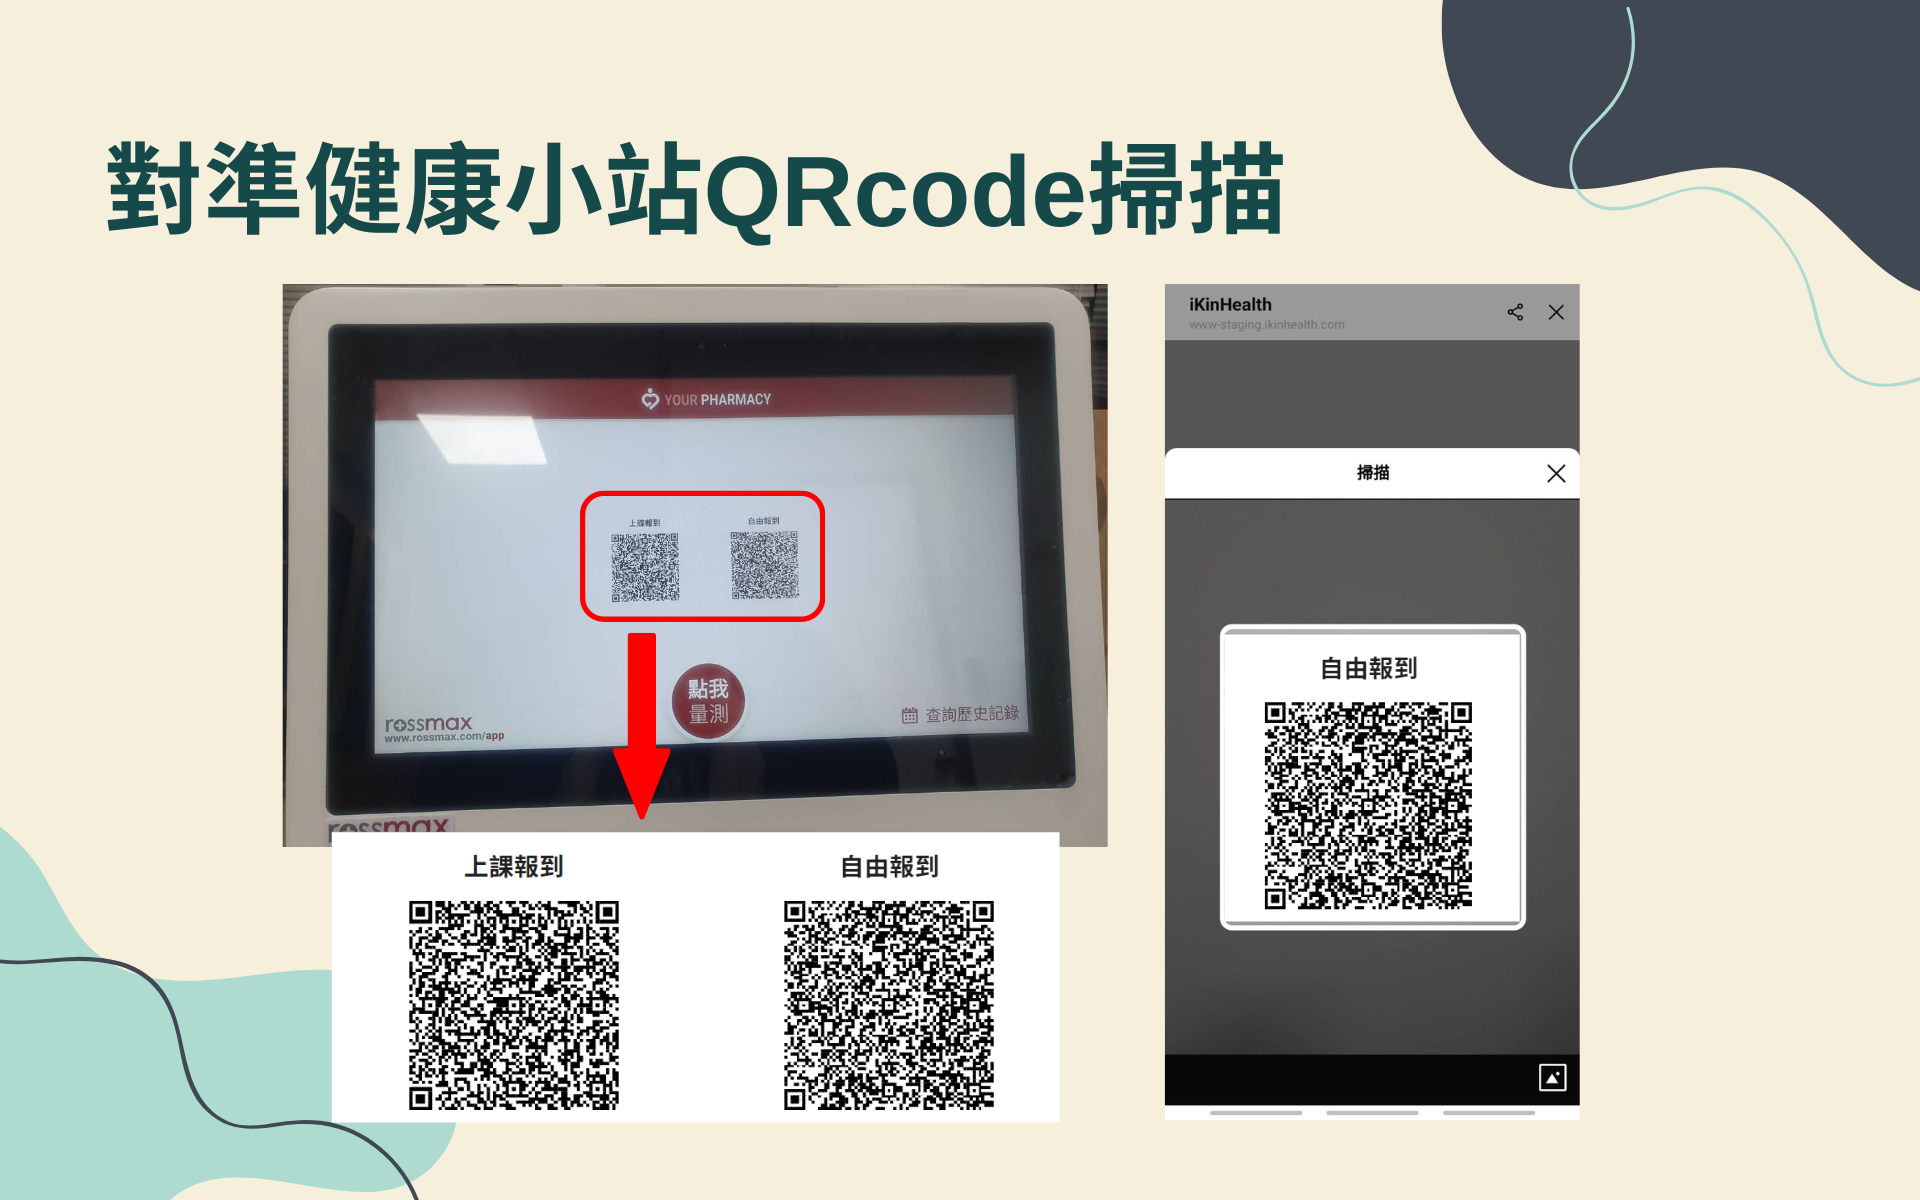 對準健康小站QRcode掃描
YOUR PHARMACY
上課報到
自由報到
點我
量測
rossmax
www.rossmax.com/app
查詢歷史記錄
rossmax
上課報到
自由報到
iKinHealth
www-staging.ikinhealth.com
掃描
自由報到